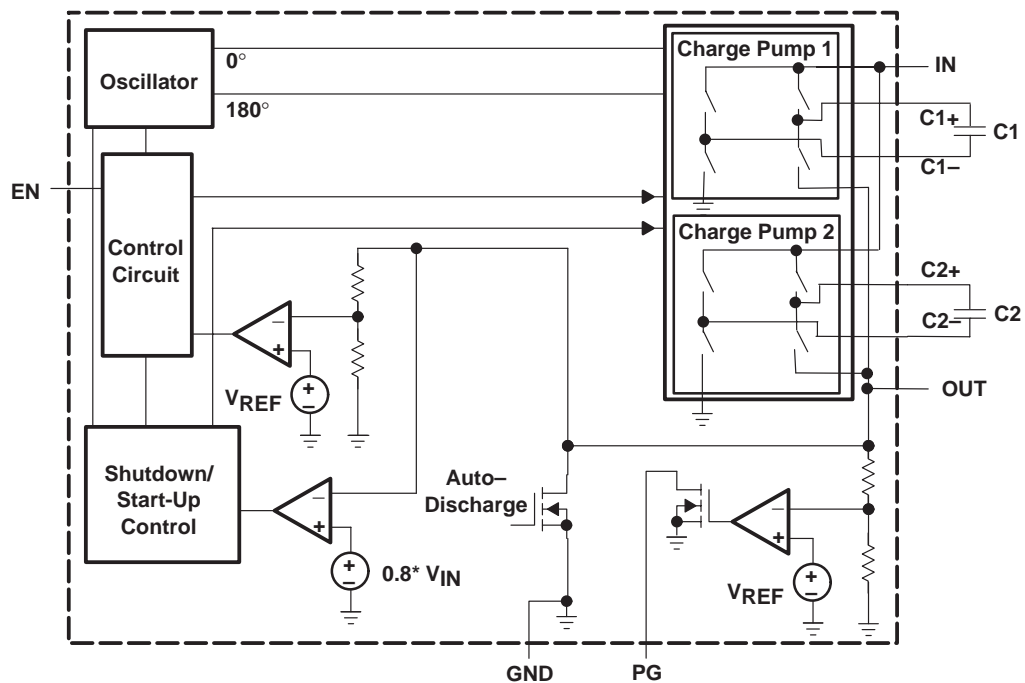 Oscillator
0°
180°
Charge Pump 1
IN
C1+
C1
C1–
EN
Control
Circuit
Charge Pump 2
C2+
C2
C2–
–
+
+
–
VREF
OUT
Shutdown/
Start-Up
Control
–
+
+
–
0.8* VIN
Auto–
Discharge
–
+
+
–
VREF
GND
PG